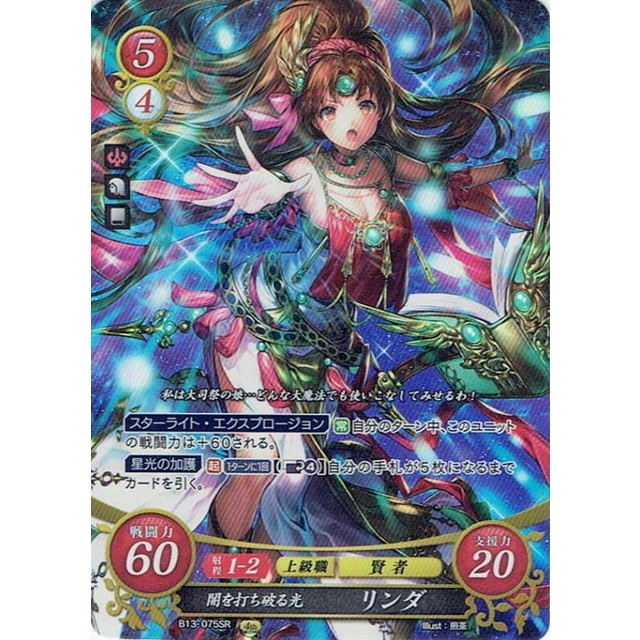 5
4
私は大司祭の娘…どんな大魔法でも使いこなしてみせるわ!
スターライト・エクスプロージョン 常 自分のターン中、このユニット
の戦闘力は+60される。
星光の加護 起 1ターンに1回 【4】自分の手札が5枚になるまで
カードを引く。
戦闘力
60
射程 1-2 上級職 賢者
支援力
20
闇を打ち破る光 リンダ
B13-075SR 4th Illust:煎茶